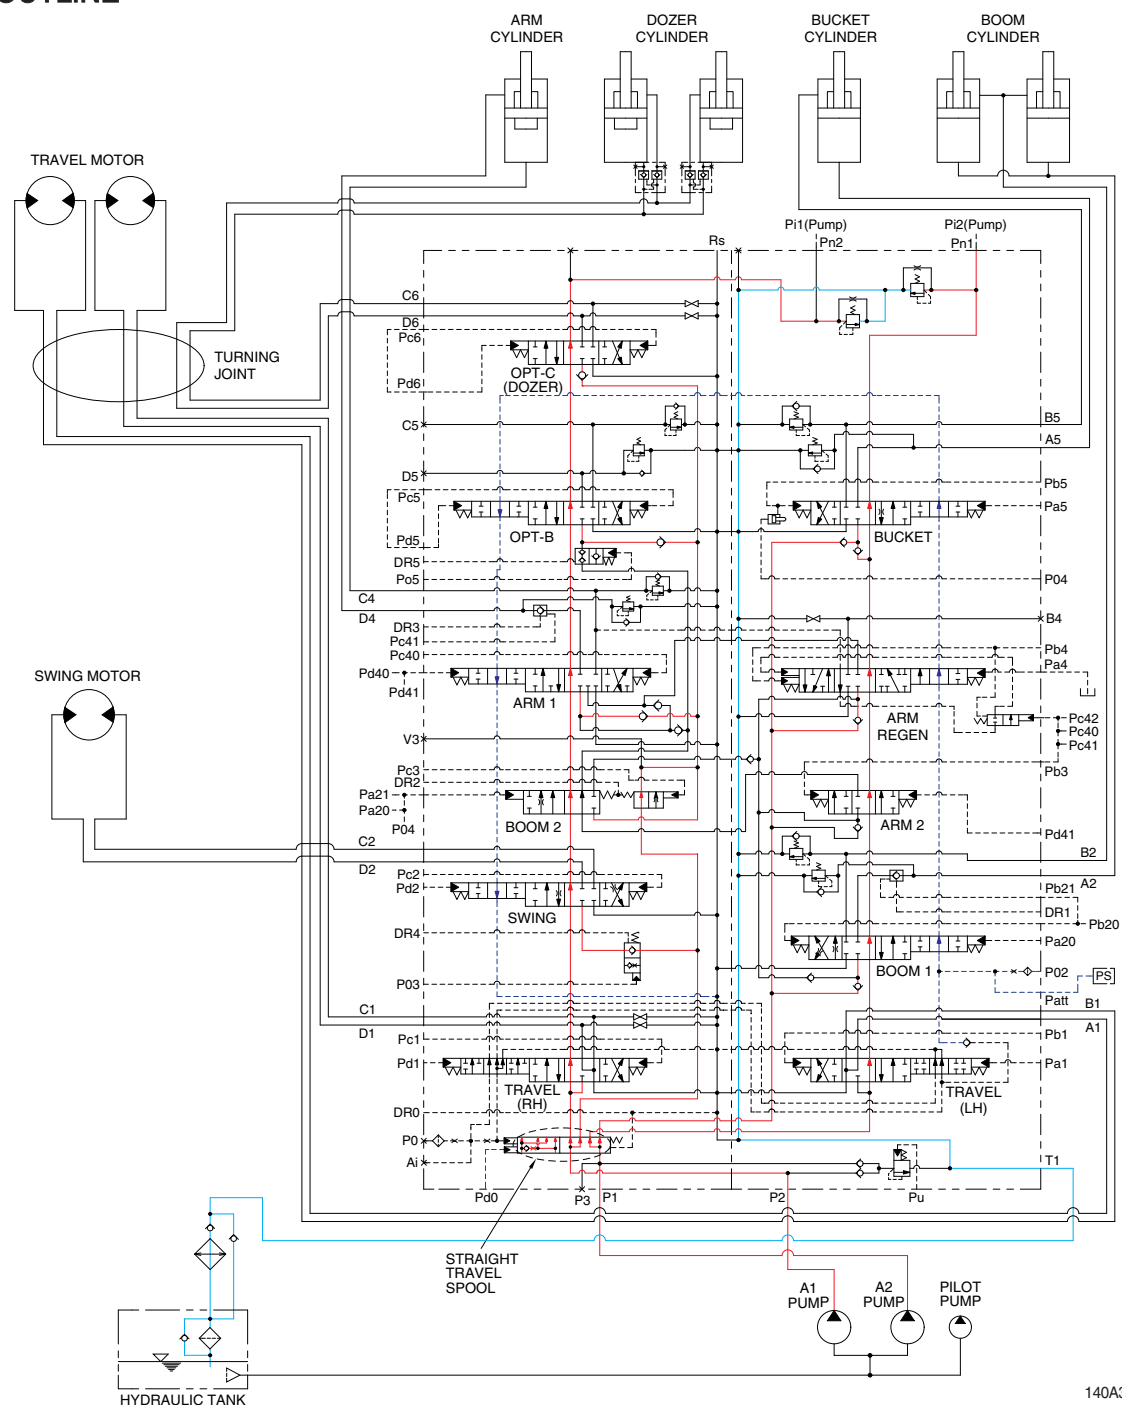 ARM
CYLINDER
DOZER
CYLINDER
BUCKET
CYLINDER
BOOM
CYLINDER
TRAVEL MOTOR
TURNING
JOINT
Rs
Pi1(Pump)
Pn2
Pi2(Pump)
Pn1
C6
D6
Pc6
Pd6
OPT-C
(DOZER)
C5
D5
Pc5
Pd5
OPT-B
DR5
Po5
B5
A5
Pb5
Pa5
BUCKET
P04
C4
D4
DR3
Pc41
Pc40
Pd40
Pd41
ARM 1
B4
Pb4
Pa4
ARM
REGEN
Pc42
Pc40
Pc41
SWING MOTOR
V3
Pc3
DR2
Pa21
Pa20
P04
BOOM 2
Pb3
ARM 2
Pd41
C2
D2
Pc2
Pd2
SWING
DR4
P03
B2
A2
Pb21
DR1
Pb20
Pa20
BOOM 1
P02
PS
Patt
C1
D1
Pc1
Pd1
TRAVEL
(RH)
B1
A1
Pb1
Pa1
TRAVEL
(LH)
DR0
P0
Ai
Pd0
P3
P1
P2
Pu
T1
STRAIGHT
TRAVEL
SPOOL
A1
PUMP
A2
PUMP
PILOT
PUMP
HYDRAULIC TANK